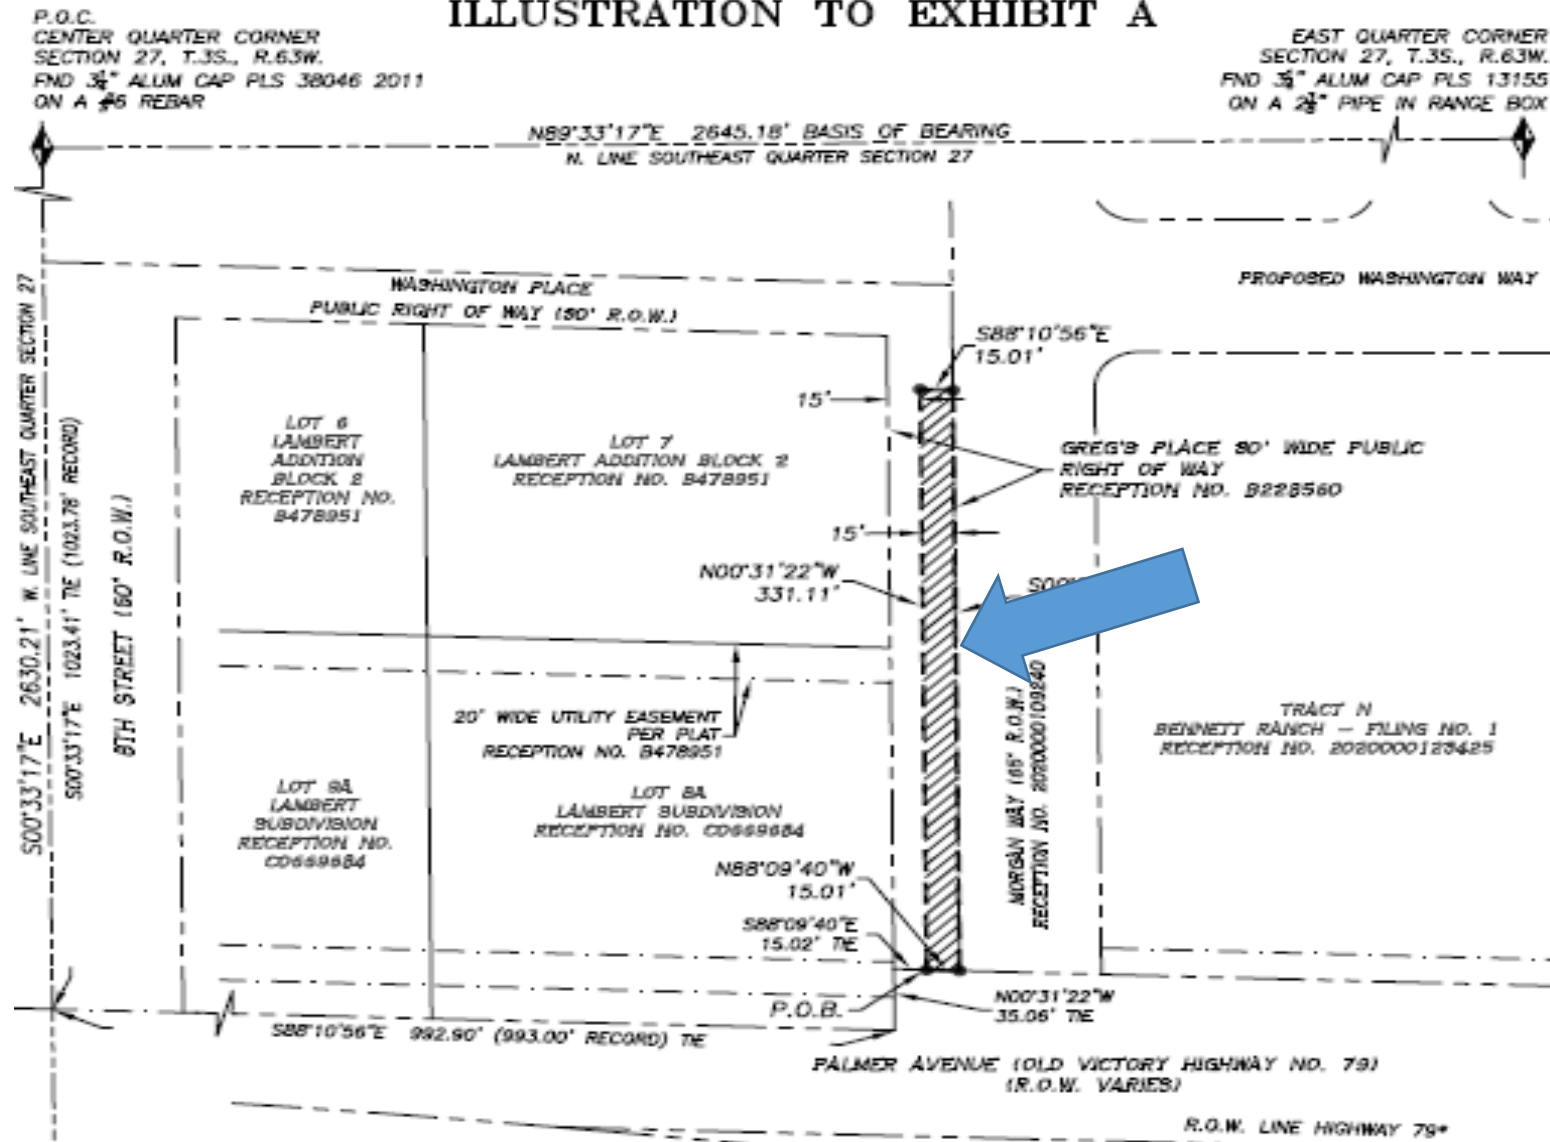 ILLUSTRATION TO EXHIBIT A
P.O.C.
CENTER QUARTER CORNER
SECTION 27, T.3S., R.63W.
FND 3¼" ALUM CAP PLS 38046 2011
ON A #6 REBAR
EAST QUARTER CORNER
SECTION 27, T.3S., R.63W.
FND 3¼" ALUM CAP PLS 13155
ON A 2½" PIPE IN RANGE BOX
N89°33'17"E 2645.18' BASIS OF BEARING
N. LINE SOUTHEAST QUARTER SECTION 27
WASHINGTON PLACE
PUBLIC RIGHT OF WAY (80' R.O.W.)
PROPOSED WASHINGTON WAY
S88°10'56"E
15.01'
15'
LOT 6
LAMBERT
ADDITION
BLOCK 2
RECEPTION NO.
B478951
LOT 7
LAMBERT ADDITION BLOCK 2
RECEPTION NO. B478951
GREG'S PLACE 30' WIDE PUBLIC
RIGHT OF WAY
RECEPTION NO. B228560
15'
N00°31'22"W
331.11'
S00°
S00°33'17"E 2630.21' W. LINE SOUTHEAST QUARTER SECTION 27
S00°33'17"E 1023.41' TIE (1023.78' RECORD)
8TH STREET (60' R.O.W.)
20' WIDE UTILITY EASEMENT
PER PLAT
RECEPTION NO. B478951
MORGAN WAY (65' R.O.W.)
RECEPTION NO. 2020000109240
TRACT N
BENNETT RANCH – FILING NO. 1
RECEPTION NO. 2020000123425
LOT 9A
LAMBERT
SUBDIVISION
RECEPTION NO.
C0669684
LOT 8A
LAMBERT SUBDIVISION
RECEPTION NO. C0669684
N88°09'40"W
15.01'
S88°09'40"E
15.02' TIE
P.O.B.
N00°31'22"W
35.06' TIE
S88°10'56"E 992.90' (993.00' RECORD) TIE
PALMER AVENUE (OLD VICTORY HIGHWAY NO. 79)
(R.O.W. VARIES)
R.O.W. LINE HIGHWAY 79*